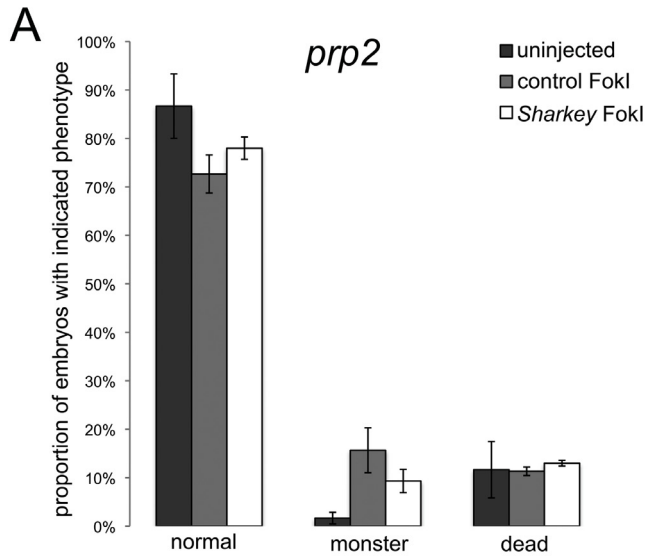 A
prp2
uninjected
control FokI
Sharkey FokI
proportion of embryos with indicated phenotype
100%
90%
80%
70%
60%
50%
40%
30%
20%
10%
0%
normal
monster
dead